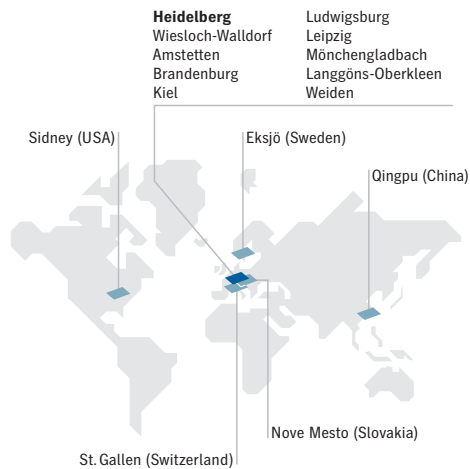 Heidelberg
Wiesloch-Walldorf
Amstetten
Brandenburg
Kiel
Ludwigsburg
Leipzig
Mönchengladbach
Langgöns-Oberkleen
Weiden
Sidney (USA)
Eksjö (Sweden)
Qingpu (China)
Nove Mesto (Slovakia)
St. Gallen (Switzerland)